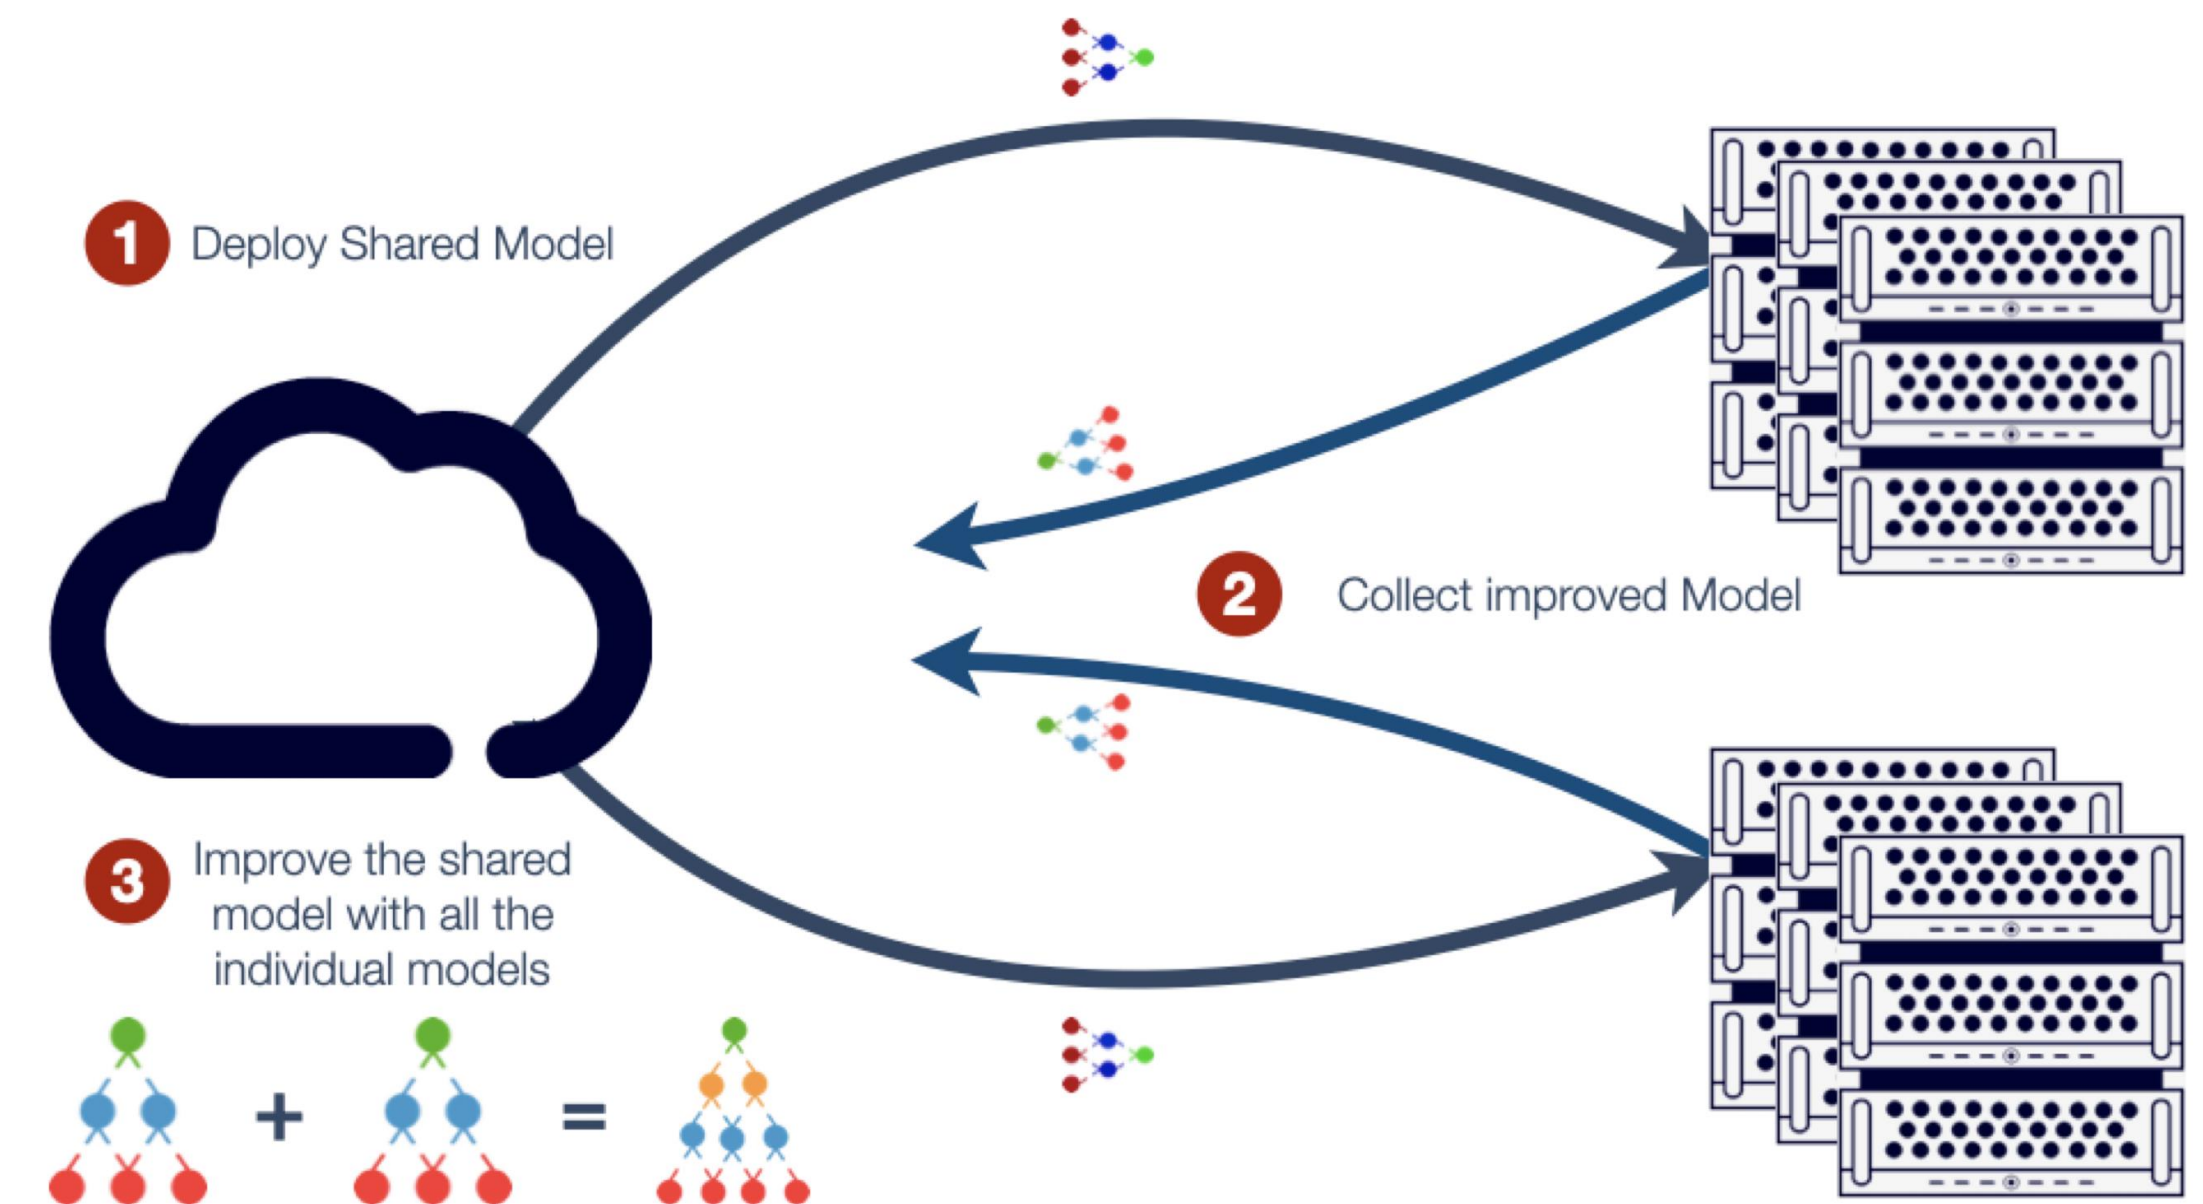 1 Deploy Shared Model
2 Collect improved Model
3 Improve the shared
model with all the
individual models
+ =